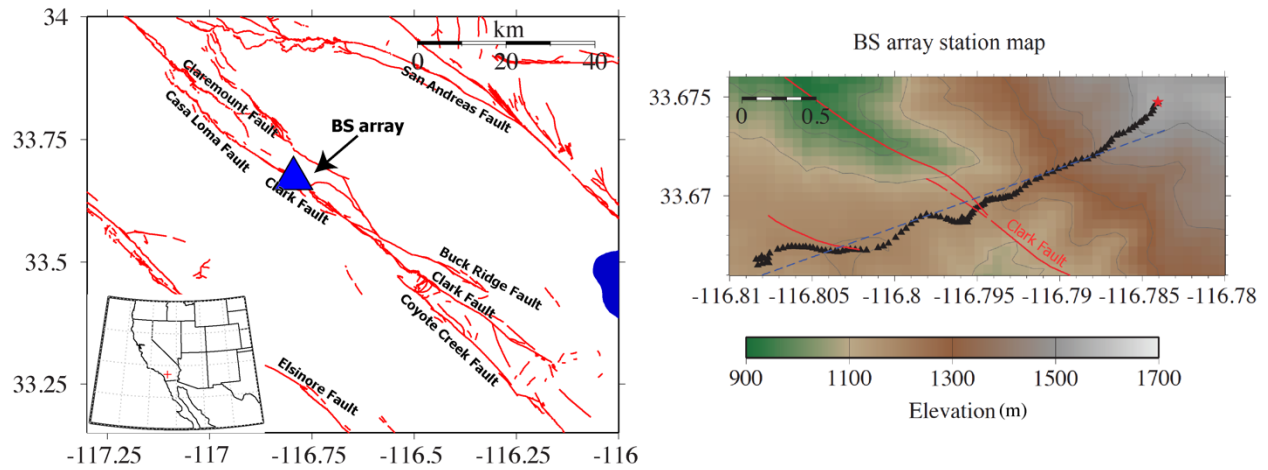 34
33.75
33.5
33.25
-117.25
-117
-116.75
-116.5
-116.25
-116
km
0
20
40
San Andreas Fault
Claremount Fault
Casa Loma Fault
BS array
Clark Fault
Buck Ridge Fault
Clark Fault
Coyote Creek Fault
Elsinore Fault
BS array station map
33.675
33.67
0
0.5
Clark Fault
-116.81
-116.805
-116.8
-116.795
-116.79
-116.785
-116.78
900
1100
1300
1500
1700
Elevation (m)